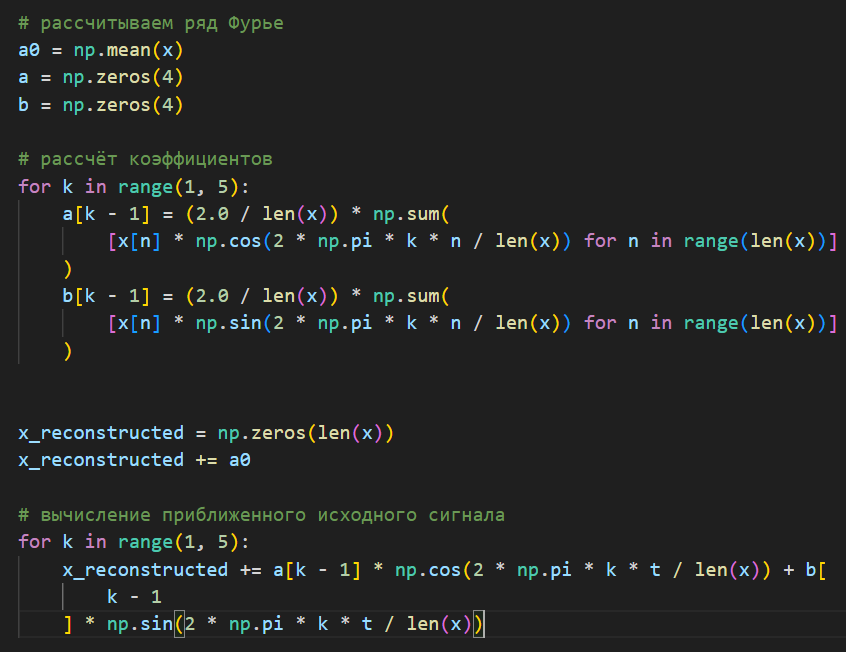 # рассчитываем ряд Фурье
a0 = np.mean(x)
a = np.zeros(4)
b = np.zeros(4)
# рассчёт коэффициентов
for k in range(1, 5):
a[k - 1] = (2.0 / len(x)) * np.sum(
[x[n] * np.cos(2 * np.pi * k * n / len(x)) for n in range(len(x))]
)
b[k - 1] = (2.0 / len(x)) * np.sum(
[x[n] * np.sin(2 * np.pi * k * n / len(x)) for n in range(len(x))]
)
x_reconstructed = np.zeros(len(x))
x_reconstructed += a0
# вычисление приближенного исходного сигнала
for k in range(1, 5):
x_reconstructed += a[k - 1] * np.cos(2 * np.pi * k * t / len(x)) + b[
k - 1
] * np.sin(2 * np.pi * k * t / len(x))